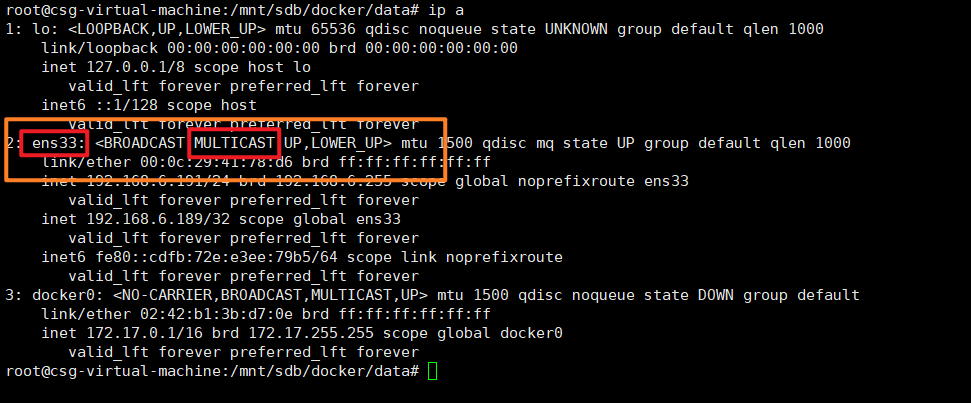 root@csg-virtual-machine:/mnt/sdb/docker/data# ip a
1: lo: <LOOPBACK,UP,LOWER_UP> mtu 65536 qdisc noqueue state UNKNOWN group default qlen 1000
link/loopback 00:00:00:00:00:00 brd 00:00:00:00:00:00
inet 127.0.0.1/8 scope host lo
valid_lft forever preferred_lft forever
inet6 ::1/128 scope host
valid_lft forever preferred_lft forever
2: ens33: <BROADCAST,MULTICAST,UP,LOWER_UP> mtu 1500 qdisc mq state UP group default qlen 1000
link/ether 00:0c:29:41:78:d6 brd ff:ff:ff:ff:ff:ff
inet 192.168.6.191/24 brd 192.168.6.255 scope global noprefixroute ens33
valid_lft forever preferred_lft forever
inet 192.168.6.189/32 scope global ens33
valid_lft forever preferred_lft forever
inet6 fe80::cdfb:72e:e3ee:79b5/64 scope link noprefixroute
valid_lft forever preferred_lft forever
3: docker0: <NO-CARRIER,BROADCAST,MULTICAST,UP> mtu 1500 qdisc noqueue state DOWN group default
link/ether 02:42:b1:3b:d7:0e brd ff:ff:ff:ff:ff:ff
inet 172.17.0.1/16 brd 172.17.255.255 scope global docker0
valid_lft forever preferred_lft forever
root@csg-virtual-machine:/mnt/sdb/docker/data#